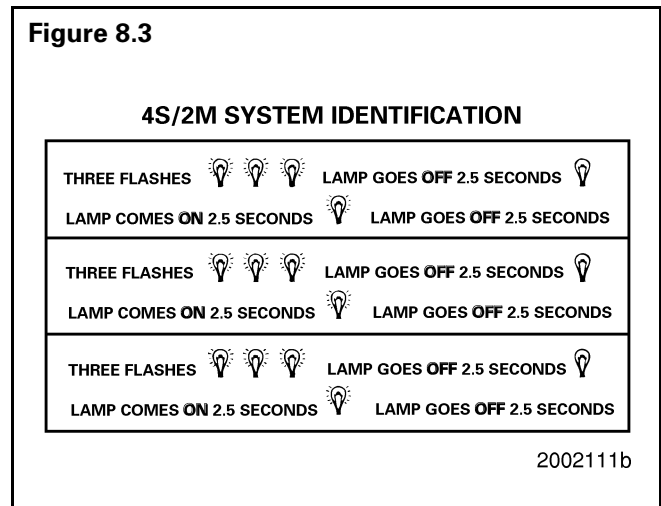 Figure 8.3
4S/2M SYSTEM IDENTIFICATION
THREE FLASHES LAMP GOES OFF 2.5 SECONDS
LAMP COMES ON 2.5 SECONDS LAMP GOES OFF 2.5 SECONDS
THREE FLASHES LAMP GOES OFF 2.5 SECONDS
LAMP COMES ON 2.5 SECONDS LAMP GOES OFF 2.5 SECONDS
THREE FLASHES LAMP GOES OFF 2.5 SECONDS
LAMP COMES ON 2.5 SECONDS LAMP GOES OFF 2.5 SECONDS
2002111b